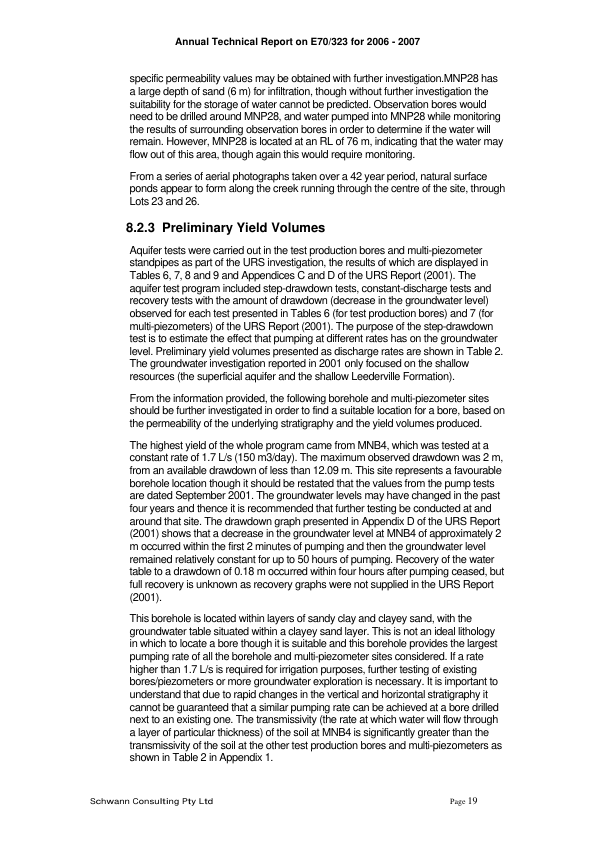 Annual Technical Report on E70/323 for 2006 - 2007
specific permeability values may be obtained with further investigation.MNP28 has
a large depth of sand (6 m) for infiltration, though without further investigation the
suitability for the storage of water cannot be predicted. Observation bores would
need to be drilled around MNP28, and water pumped into MNP28 while monitoring
the results of surrounding observation bores in order to determine if the water will
remain. However, MNP28 is located at an RL of 76 m, indicating that the water may
flow out of this area, though again this would require monitoring.
From a series of aerial photographs taken over a 42 year period, natural surface
ponds appear to form along the creek running through the centre of the site, through
Lots 23 and 26.
8.2.3 Preliminary Yield Volumes
Aquifer tests were carried out in the test production bores and multi-piezometer
standpipes as part of the URS investigation, the results of which are displayed in
Tables 6, 7, 8 and 9 and Appendices C and D of the URS Report (2001). The
aquifer test program included step-drawdown tests, constant-discharge tests and
recovery tests with the amount of drawdown (decrease in the groundwater level)
observed for each test presented in Tables 6 (for test production bores) and 7 (for
multi-piezometers) of the URS Report (2001). The purpose of the step-drawdown
test is to estimate the effect that pumping at different rates has on the groundwater
level. Preliminary yield volumes presented as discharge rates are shown in Table 2.
The groundwater investigation reported in 2001 only focused on the shallow
resources (the superficial aquifer and the shallow Leederville Formation).
From the information provided, the following borehole and multi-piezometer sites
should be further investigated in order to find a suitable location for a bore, based on
the permeability of the underlying stratigraphy and the yield volumes produced.
The highest yield of the whole program came from MNB4, which was tested at a
constant rate of 1.7 L/s (150 m3/day). The maximum observed drawdown was 2 m,
from an available drawdown of less than 12.09 m. This site represents a favourable
borehole location though it should be restated that the values from the pump tests
are dated September 2001. The groundwater levels may have changed in the past
four years and thence it is recommended that further testing be conducted at and
around that site. The drawdown graph presented in Appendix D of the URS Report
(2001) shows that a decrease in the groundwater level at MNB4 of approximately 2
m occurred within the first 2 minutes of pumping and then the groundwater level
remained relatively constant for up to 50 hours of pumping. Recovery of the water
table to a drawdown of 0.18 m occurred within four hours after pumping ceased, but
full recovery is unknown as recovery graphs were not supplied in the URS Report
(2001).
This borehole is located within layers of sandy clay and clayey sand, with the
groundwater table situated within a clayey sand layer. This is not an ideal lithology
in which to locate a bore though it is suitable and this borehole provides the largest
pumping rate of all the borehole and multi-piezometer sites considered. If a rate
higher than 1.7 L/s is required for irrigation purposes, further testing of existing
bores/piezometers or more groundwater exploration is necessary. It is important to
understand that due to rapid changes in the vertical and horizontal stratigraphy it
cannot be guaranteed that a similar pumping rate can be achieved at a bore drilled
next to an existing one. The transmissivity (the rate at which water will flow through
a layer of particular thickness) of the soil at MNB4 is significantly greater than the
transmissivity of the soil at the other test production bores and multi-piezometers as
shown in Table 2 in Appendix 1.
Schwann Consulting Pty Ltd Page 19